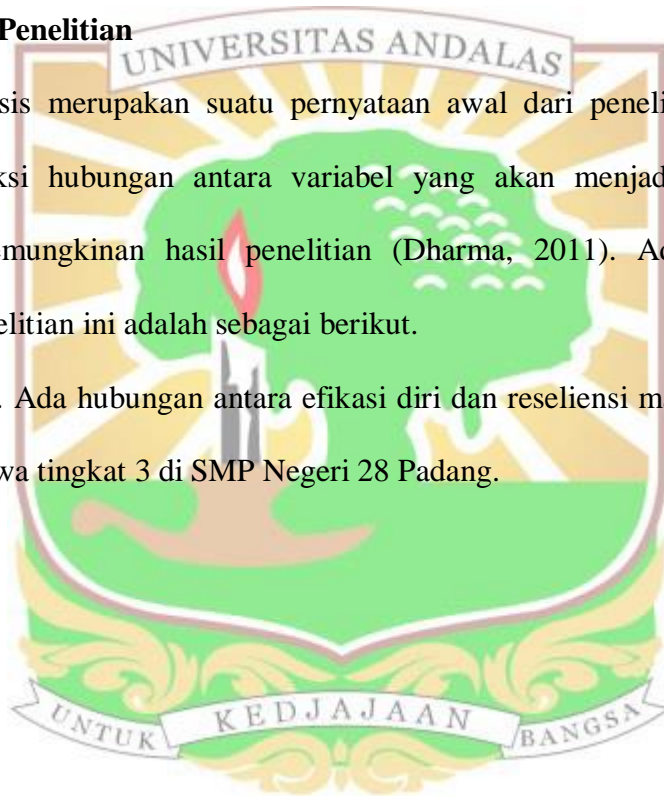 Penelitian
UNIVERSITAS ANDALAS
sis merupakan suatu pernyataan awal dari peneli
ksi hubungan antara variabel yang akan menjad
emungkinan hasil penelitian (Dharma, 2011). Ad
elitian ini adalah sebagai berikut.
. Ada hubungan antara efikasi diri dan reseliensi m
wa tingkat 3 di SMP Negeri 28 Padang.
UNTUK KEDJAJAAN BANGSA